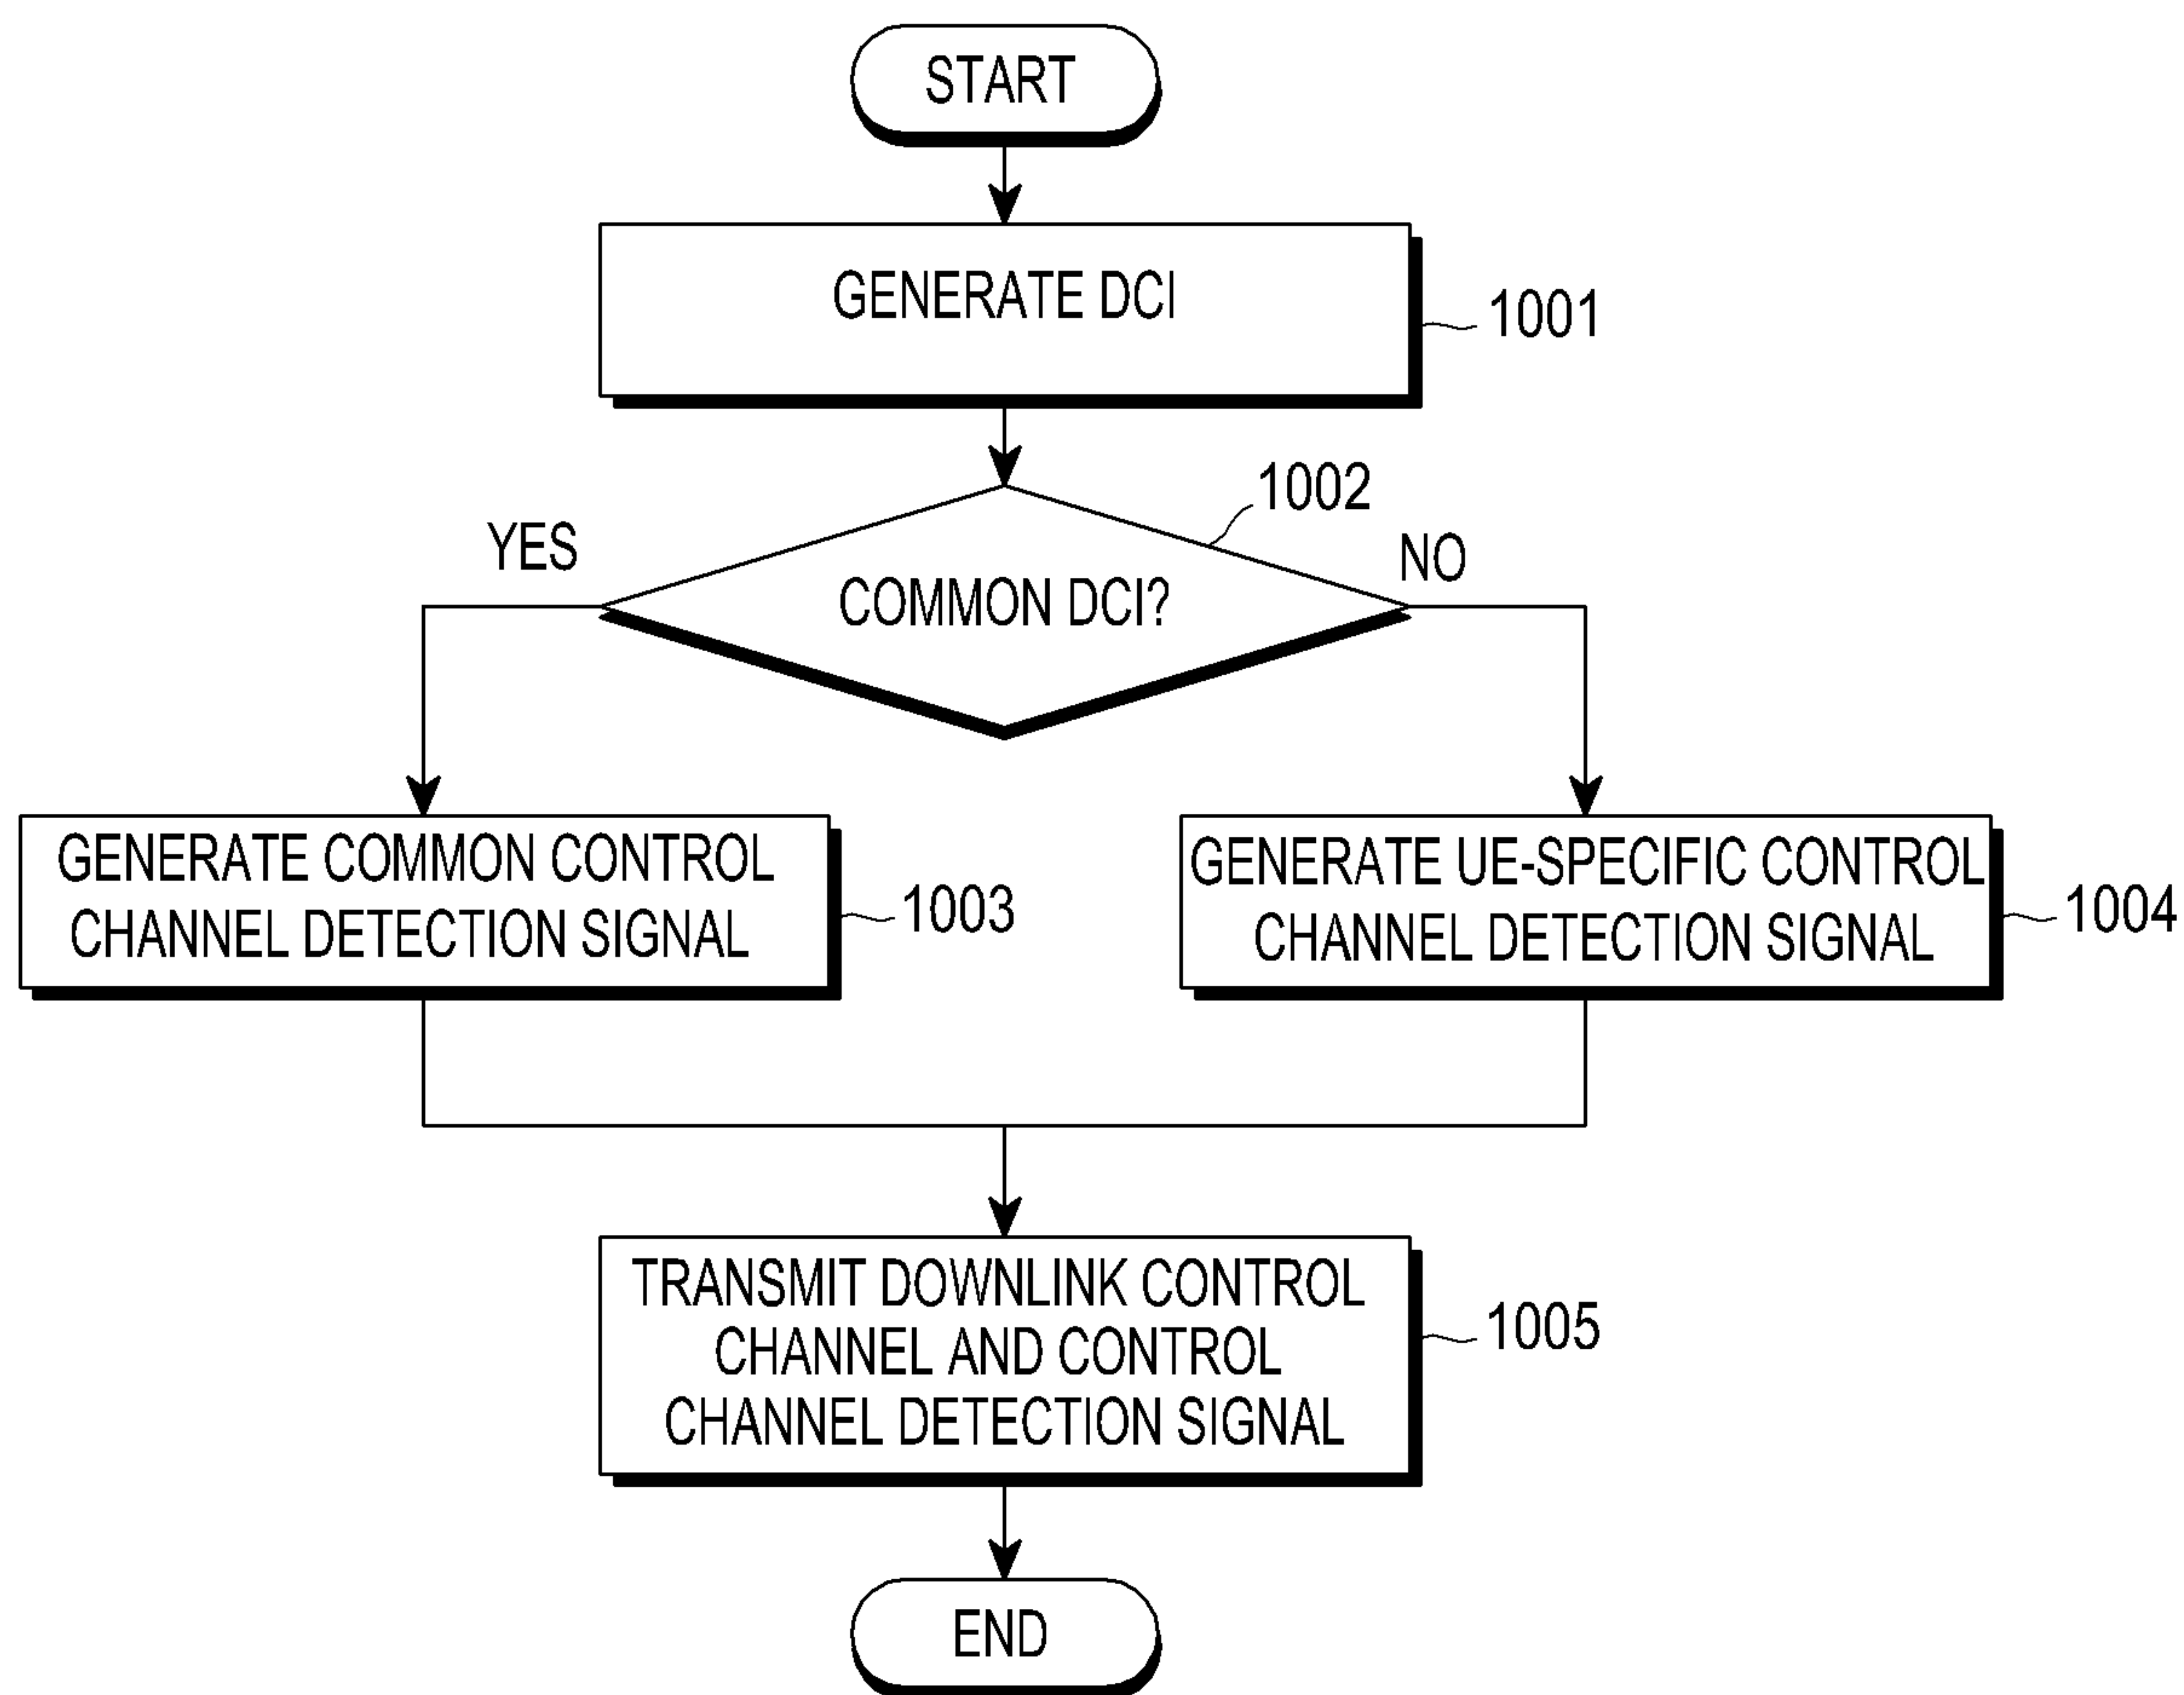 START
GENERATE DCI
1001
1002
YES
NO
COMMON DCI?
GENERATE COMMON CONTROL
CHANNEL DETECTION SIGNAL
1003
GENERATE UE-SPECIFIC CONTROL
CHANNEL DETECTION SIGNAL
1004
TRANSMIT DOWNLINK CONTROL
CHANNEL AND CONTROL
CHANNEL DETECTION SIGNAL
1005
END